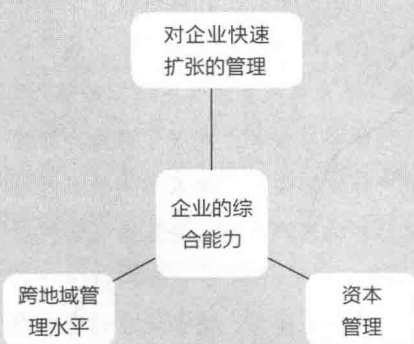 对企业快速
扩张的管理
企业的综
合能力
跨地域管
理水平
资本
管理